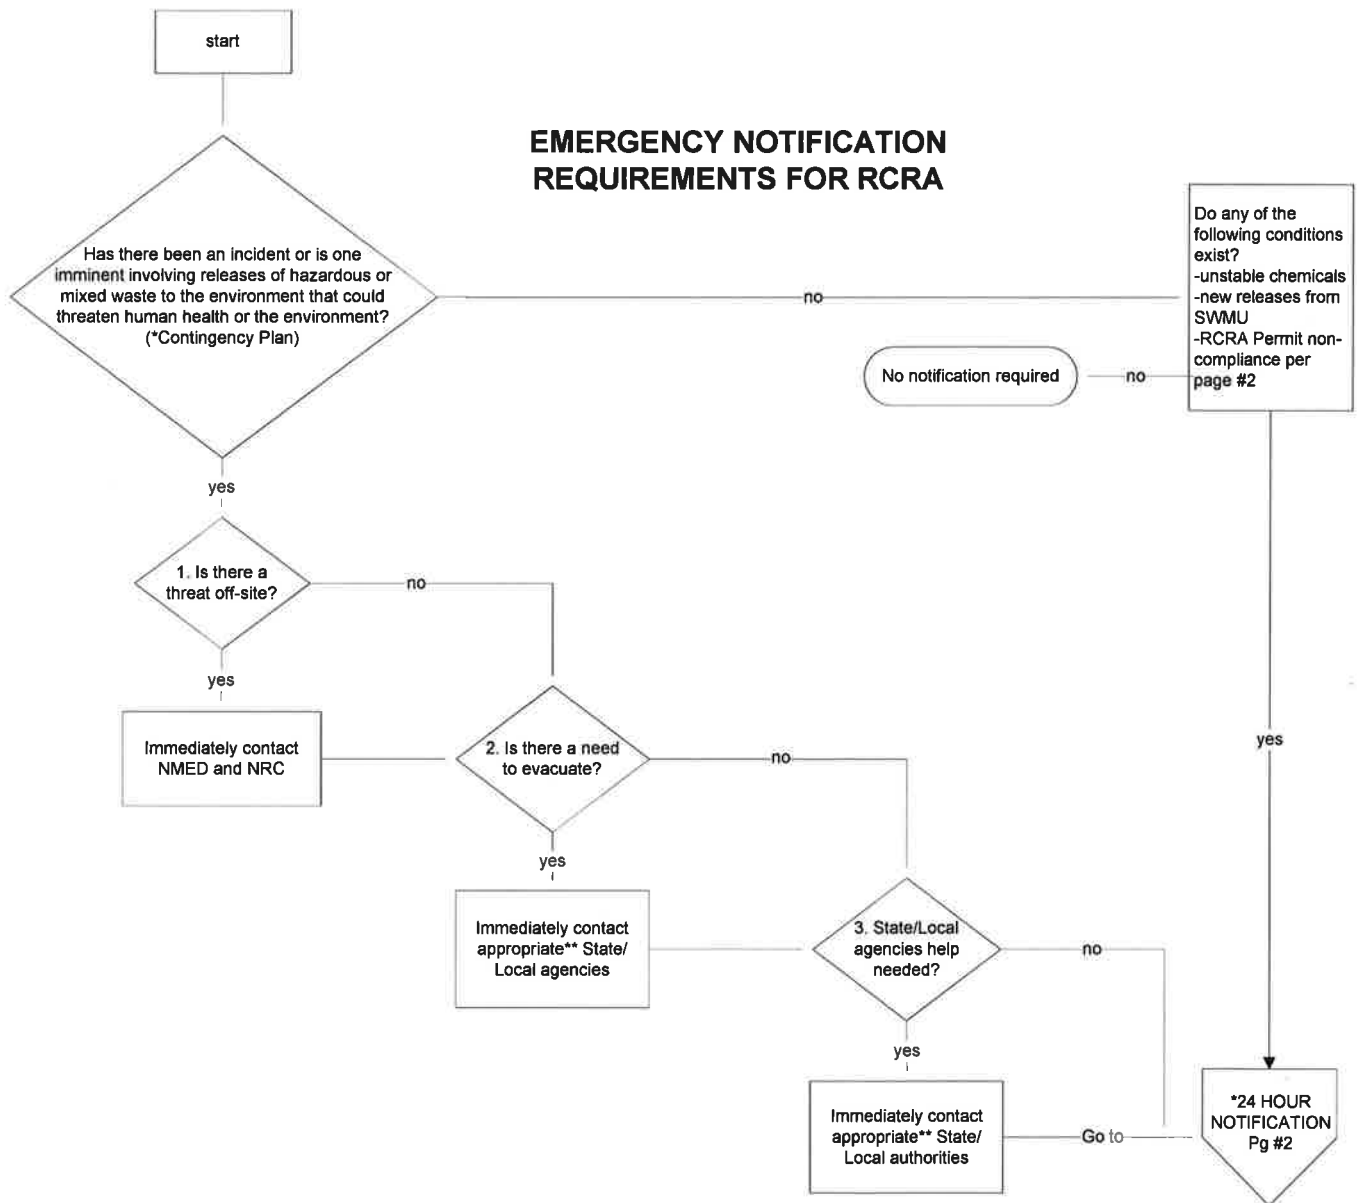 start
EMERGENCY NOTIFICATION
REQUIREMENTS FOR RCRA
Has there been an incident or is one
imminent involving releases of hazardous or
mixed waste to the environment that could
threaten human health or the environment?
(*Contingency Plan)
no
Do any of the
following conditions
exist?
-unstable chemicals
-new releases from
SWMU
-RCRA Permit non-
compliance per
page #2
No notification required
no
yes
1. Is there a
threat off-site?
no
yes
Immediately contact
NMED and NRC
2. Is there a need
to evacuate?
no
yes
yes
Immediately contact
appropriate** State/
Local agencies
3. State/Local
agencies help
needed?
no
yes
Immediately contact
appropriate** State/
Local authorities
Go to
*24 HOUR
NOTIFICATION
Pg #2